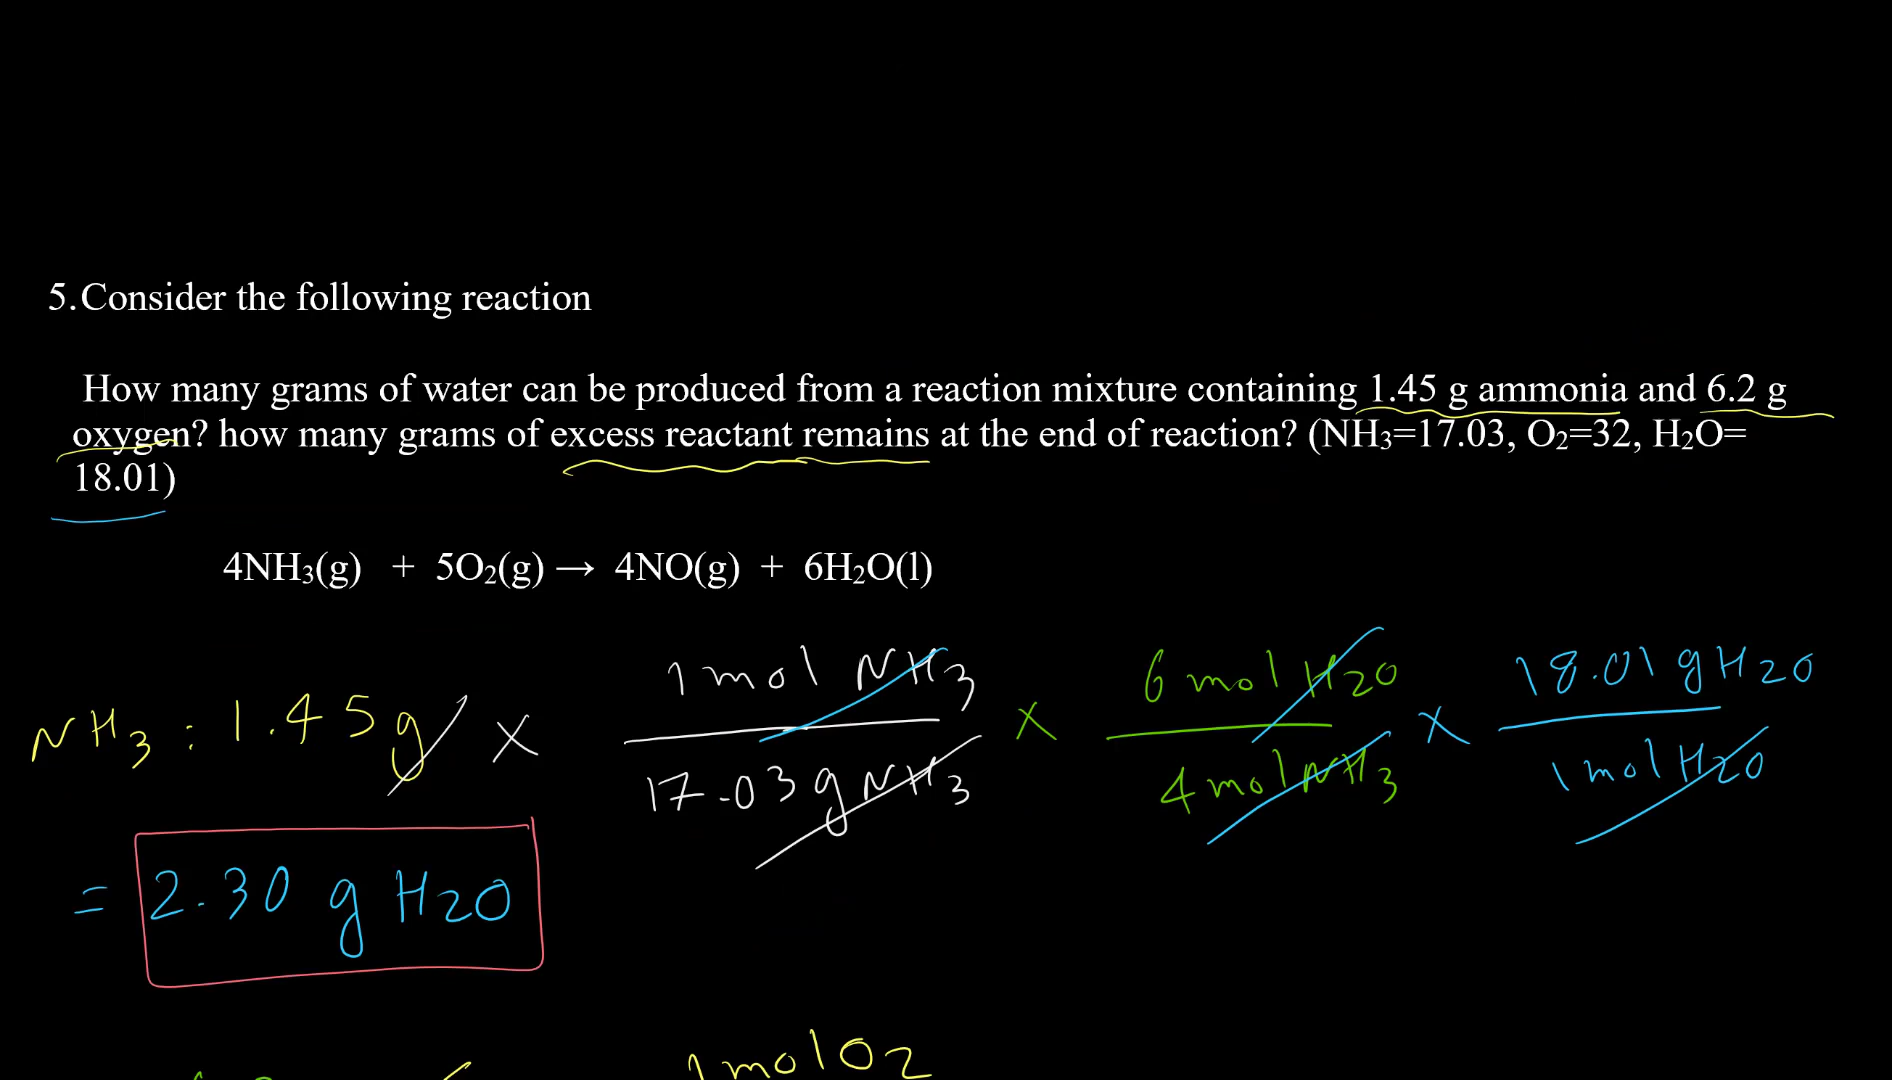 5. Consider the following reaction
How many grams of water can be produced from a reaction mixture containing 1.45 g ammonia and 6.2 g
oxygen? how many grams of excess reactant remains at the end of reaction? (NH₃=17.03, O₂=32, H₂O=
18.01)
4NH₃(g) + 5O₂(g) → 4NO(g) + 6H₂O(l)
1 mol NH3 6 mol H2O 18.01 g H2O
NH3 : 1.45g × × ×
17.03 g NH3 4 mol NH3 1 mol H2O
= 2.30 g H2O
1 mol O2